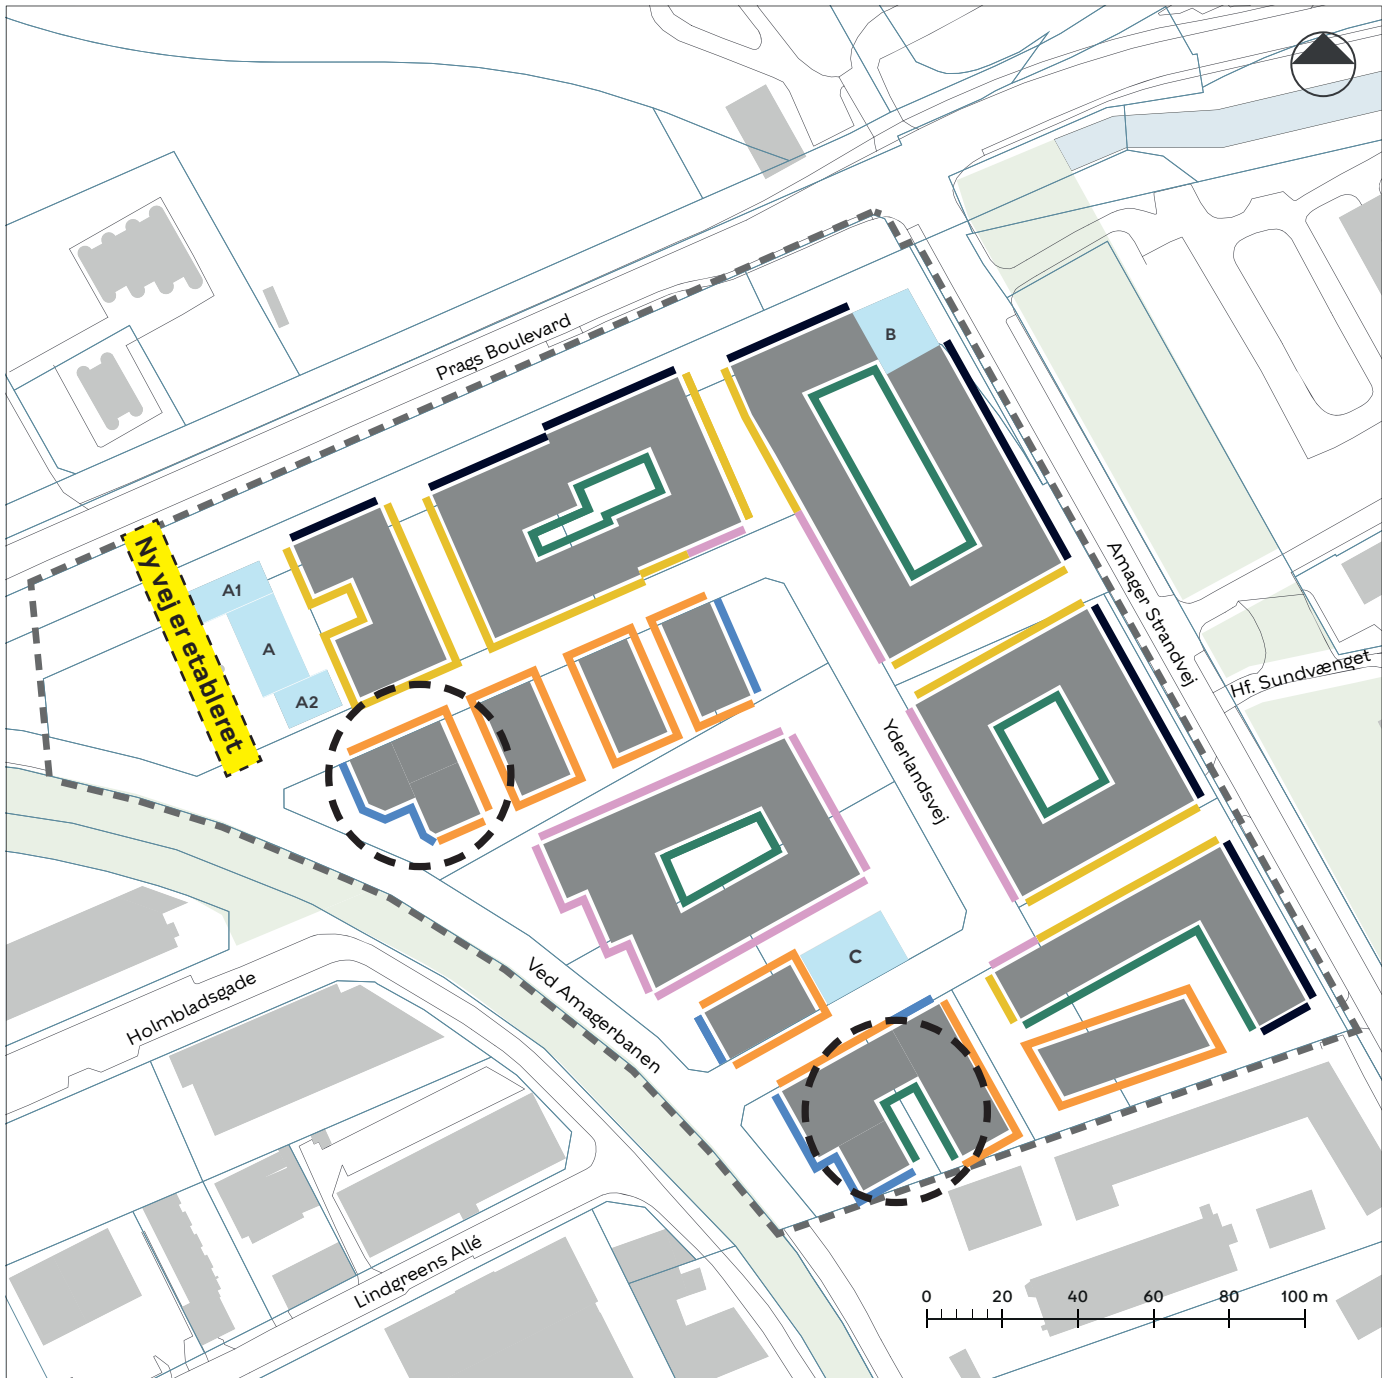 Prags Boulevard
B
Ny vej er etableret
A1
A
A2
Amager Strandvej
Hf. Sundvænget
Yderlandsvej
C
Ved Amagerbanen
Holmbladsgade
Lindgreens Allé
0 20 40 60 80 100 m